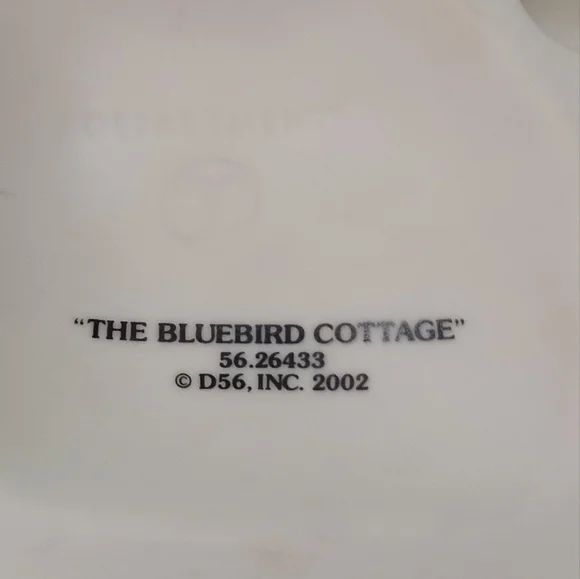 “THE BLUEBIRD COTTAGE”
56.26433
© D56, INC. 2002